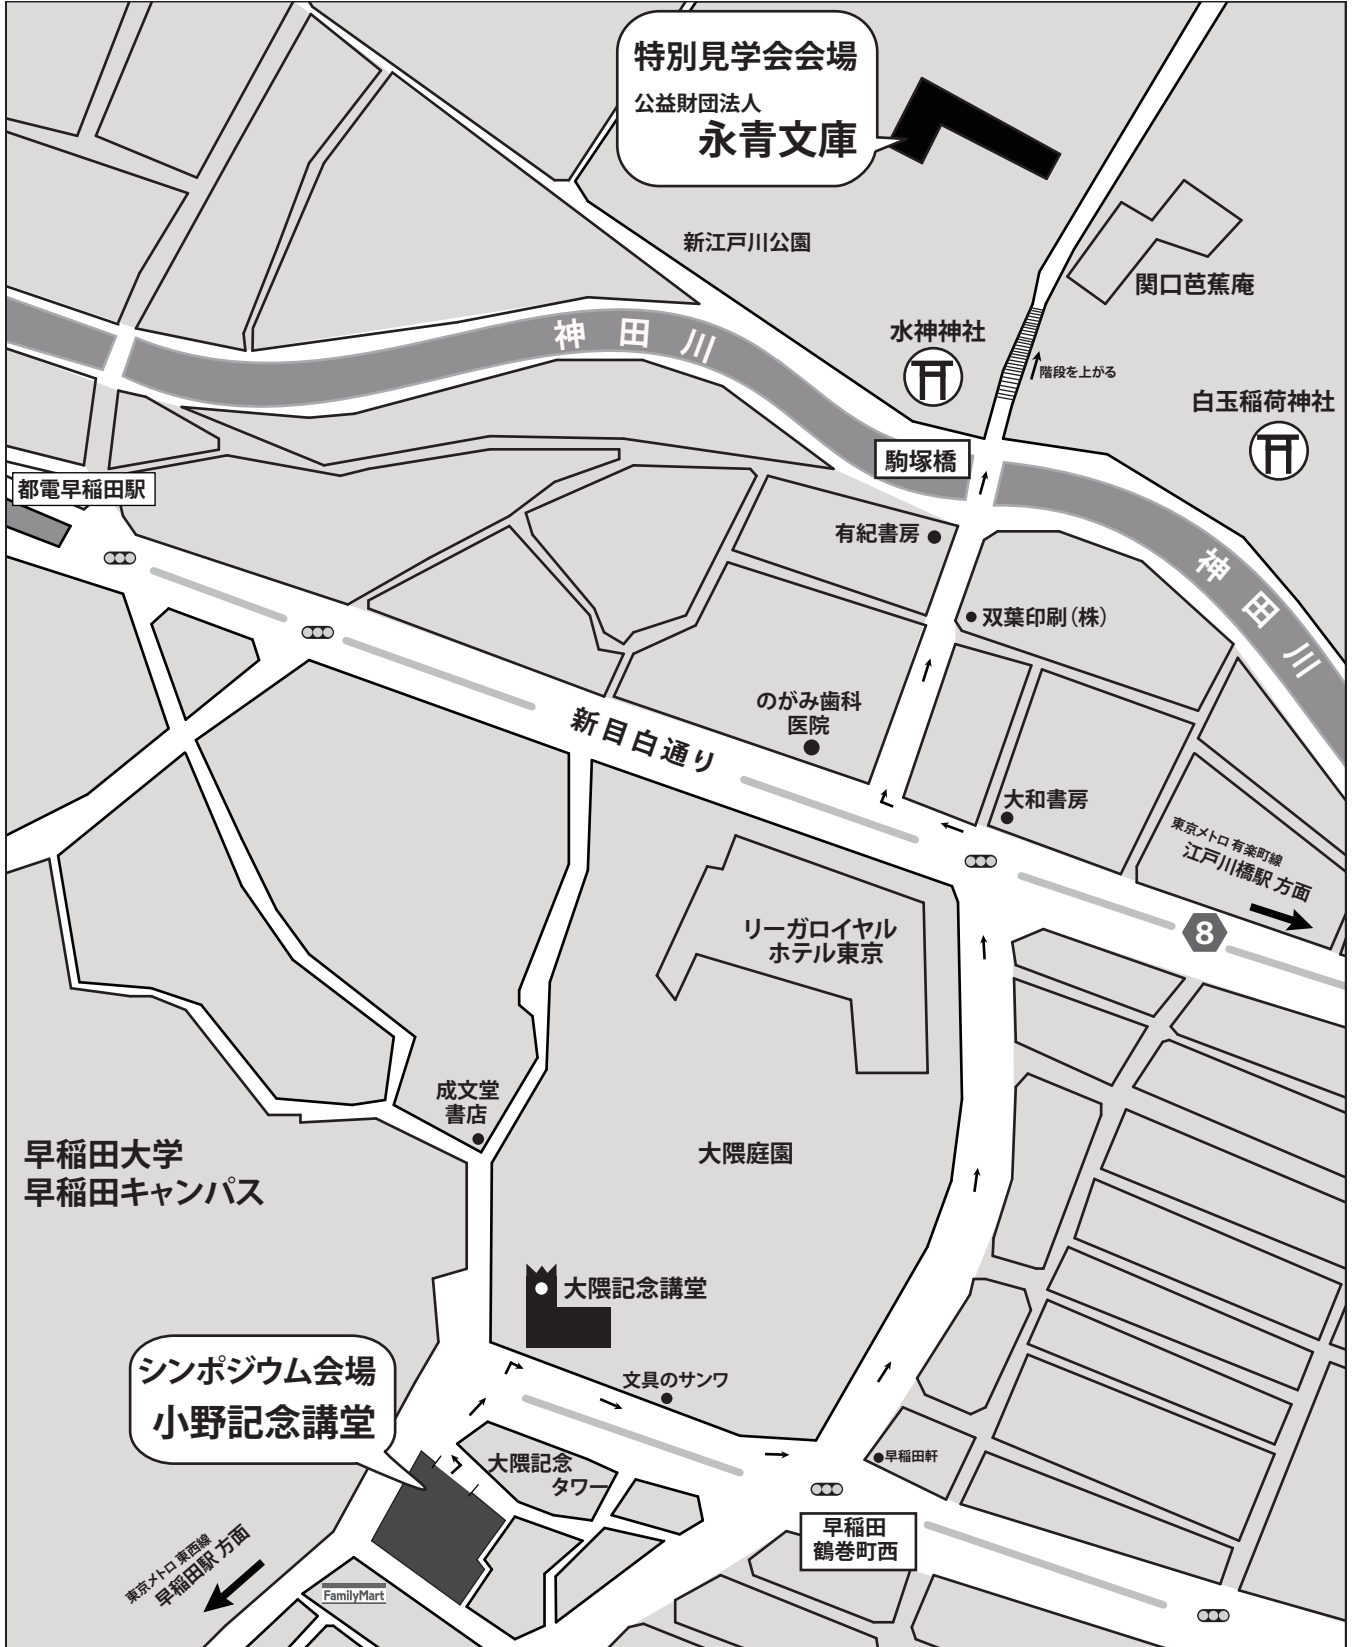 特別見学会会場
公益財団法人
永青文庫
新江戸川公園
関口芭蕉庵
水神神社
階段を上がる
白玉稲荷神社
神田川
駒塚橋
都電早稲田駅
有紀書房
神田川
双葉印刷(株)
のがみ歯科
医院
新目白通り
大和書房
東京メトロ 有楽町線
江戸川橋駅 方面
8
リーガロイヤル
ホテル東京
成文堂
書店
大隈庭園
早稲田大学
早稲田キャンパス
大隈記念講堂
シンポジウム会場
小野記念講堂
文具のサンワ
大隈記念
タワー
早稲田軒
早稲田
鶴巻町西
東京メトロ 東西線
早稲田駅 方面
FamilyMart